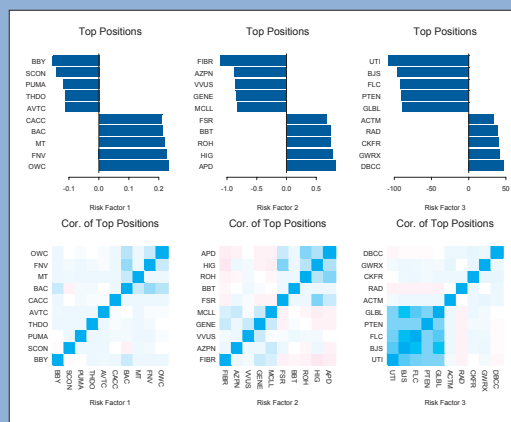 Top Positions
BBY
SCON
PUMA
THDO
AVTC
CACC
BAC
MT
FNV
OWC
-0.1 0.0 0.1 0.2
Risk Factor 1
Top Positions
FIBR
AZPN
VVUS
GENE
MCLL
FSR
BBT
ROH
HIG
APD
-1.0 -0.5 0.0 0.5
Risk Factor 2
Top Positions
UTI
BJS
FLC
PTEN
GLBL
ACTM
RAD
CKFR
GWRX
DBCC
-100 -50 0 50
Risk Factor 3
Cor. of Top Positions
OWC
FNV
MT
BAC
CACC
AVTC
THDO
PUMA
SCON
BBY
BBY SCON PUMA THDO AVTC CACC BAC MT FNV OWC
Risk Factor 1
Cor. of Top Positions
APD
HIG
ROH
BBT
FSR
MCLL
GENE
VVUS
AZPN
FIBR
FIBR AZPN VVUS GENE MCLL FSR BBT ROH HIG APD
Risk Factor 2
Cor. of Top Positions
DBCC
GWRX
CKFR
RAD
ACTM
GLBL
PTEN
FLC
BJS
UTI
UTI BJS FLC PTEN GLBL ACTM RAD CKFR GWRX DBCC
Risk Factor 3